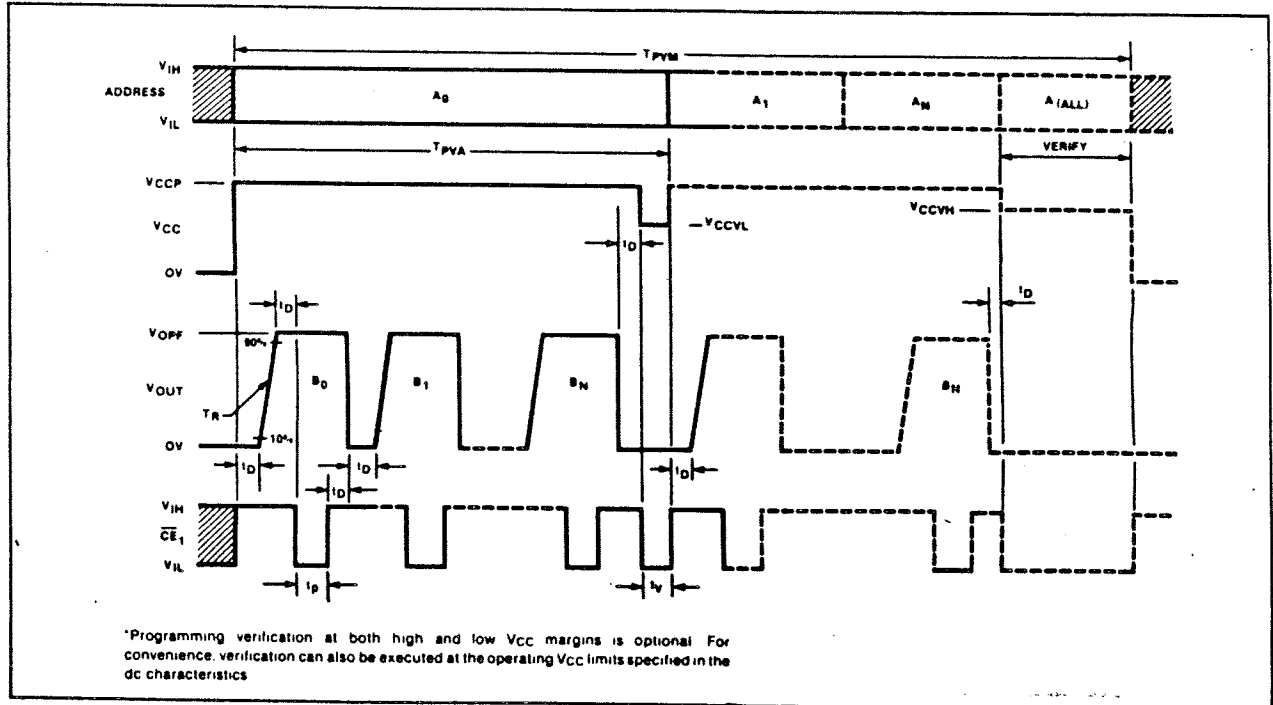 TPVM
VIH
ADDRESS
A0
A1
AN
A (ALL)
VIL
TPVA
VERIFY
VCCP
VCCVH
VCC
VCCVL
tD
0V
tD
tD
VOPF
90%
VOUT
B0
B1
BN
BN
TR
10%
0V
tD
tD
tD
tD
VIH
CE1
VIL
tP
tV
*Programming verification at both high and low VCC margins is optional For
convenience, verification can also be executed at the operating VCC limits specified in the
dc characteristics